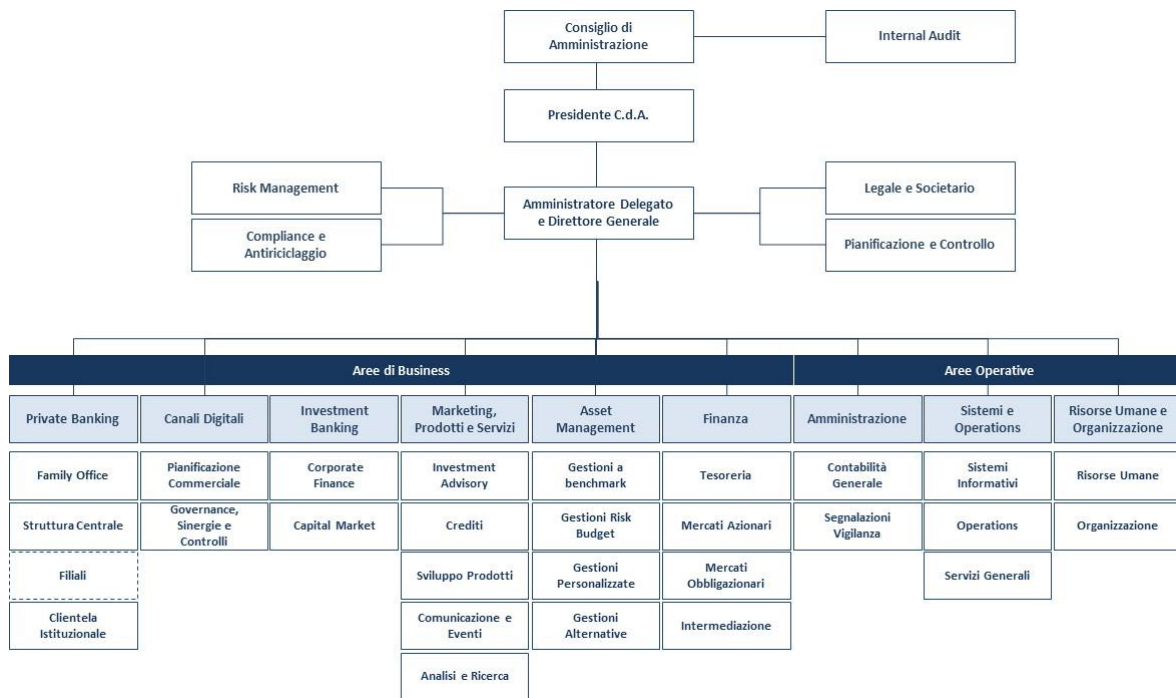 Consiglio di
Amministrazione
Internal Audit
Presidente C.d.A.
Risk Management
Legale e Societario
Amministratore Delegato
e Direttore Generale
Compliance e
Antiriciclaggio
Pianificazione e Controllo
Aree di Business
Aree Operative
Private Banking
Canali Digitali
Investment
Banking
Marketing,
Prodotti e Servizi
Asset
Management
Finanza
Amministrazione
Sistemi e
Operations
Risorse Umane e
Organizzazione
Family Office
Pianificazione
Commerciale
Corporate
Finance
Investment
Advisory
Gestioni a
benchmark
Tesoreria
Contabilità
Generale
Sistemi
Informativi
Risorse Umane
Struttura Centrale
Governance,
Sinergie e
Controlli
Capital Market
Crediti
Gestioni Risk
Budget
Mercati Azionari
Segnalazioni
Vigilanza
Operations
Organizzazione
Filiali
Sviluppo Prodotti
Gestioni
Personalizzate
Mercati
Obbligazionari
Servizi Generali
Clientela
Istituzionale
Comunicazione e
Eventi
Gestioni
Alternative
Intermediazione
Analisi e Ricerca